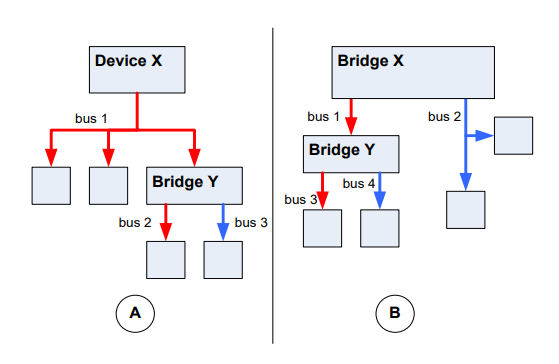 Device X
bus 1
Bridge Y
bus 2
bus 3
A
Bridge X
bus 1
bus 2
Bridge Y
bus 4
bus 3
B